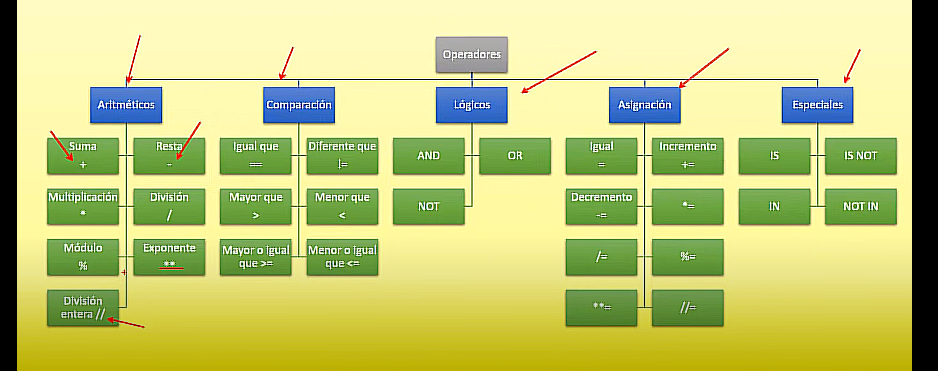 Operadores
Aritméticos
Comparación
Lógicos
Asignación
Especiales
Suma
+
Resta
-
Igual que
==
Diferente que
!=
AND
OR
Igual
=
Incremento
+=
IS
IS NOT
Multiplicación
*
División
/
Mayor que
>
Menor que
<
NOT
Decremento
-=
*=
IN
NOT IN
Módulo
%
Exponente
**
Mayor o igual
que >=
Menor o igual
que <=
/=
%=
División
entera //
**=
//=